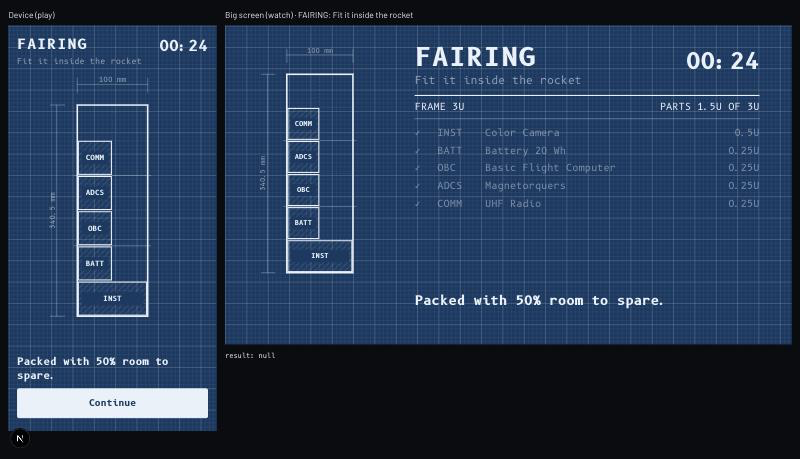 Device (play)
FAIRING
00: 24
Fit it inside the rocket
100 mm
340.5 mm
COMM
ADCS
OBC
BATT
INST
Packed with 50% room to
spare.
Continue
N
Big screen (watch) · FAIRING: Fit it inside the rocket
100 mm
340.5 mm
COMM
ADCS
OBC
BATT
INST
FAIRING
00: 24
Fit it inside the rocket
FRAME 3U PARTS 1.5U OF 3U
✓ INST Color Camera 0.5U
✓ BATT Battery 20 Wh 0.25U
✓ OBC Basic Flight Computer 0.25U
✓ ADCS Magnetorquers 0.25U
✓ COMM UHF Radio 0.25U
Packed with 50% room to spare.
result: null